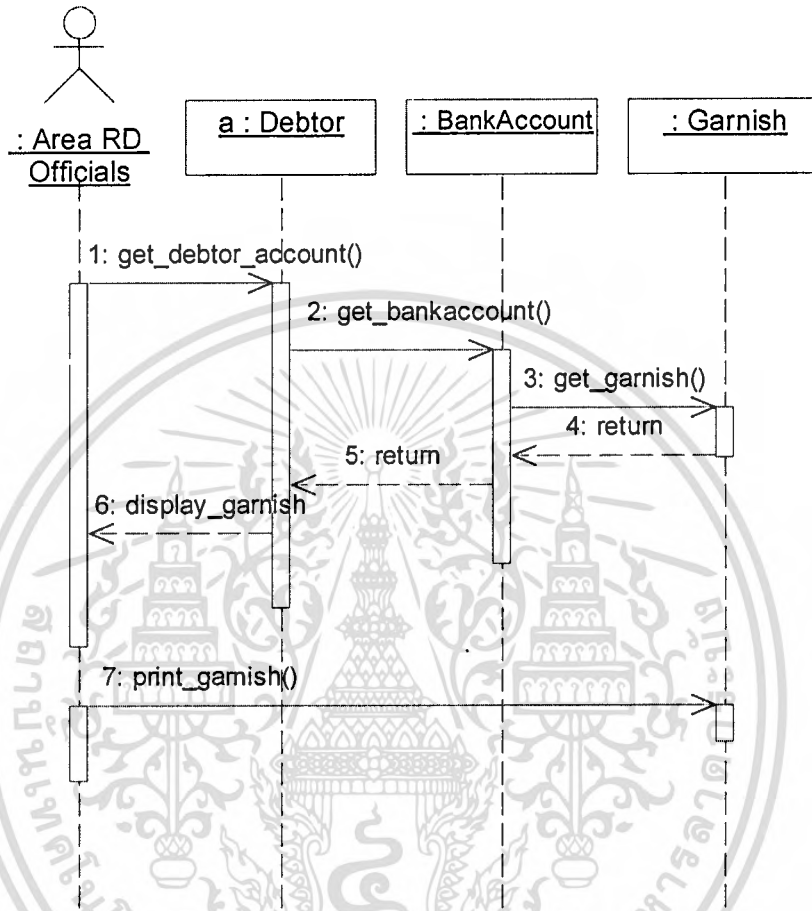 : Area RD
Officials
a : Debtor
: BankAccount
: Garnish
1: get_debtor_account()
2: get_bankaccount()
3: get_garnish()
4: return
5: return
6: display_garnish
7: print_garnish()